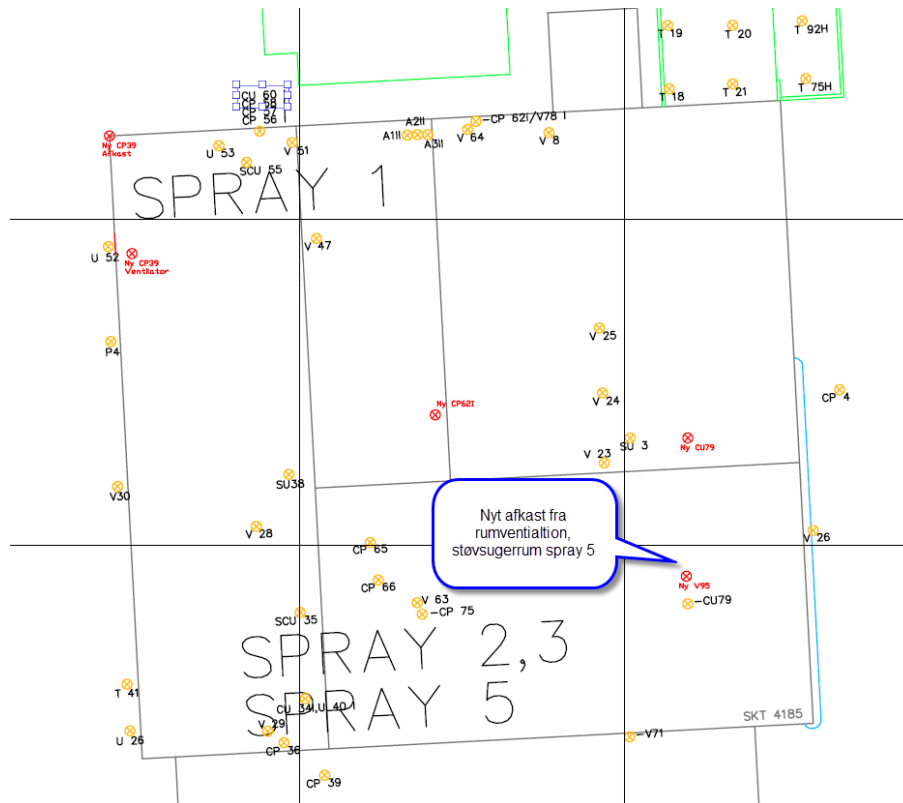 T 19
T 20
T 92H
T 18
T 21
T 75H
CU 60 i
CP 58 i
CP 57 i
CP 56 i
Ny CP39
Afkast
U 53
V 51
SCU 55
A1II
A2II
A3II
V 64
-CP 62i/V78 I
V 8
SPRAY 1
U 52
Ny CP39
Ventilator
V 47
P4
V 25
V 24
CP 4
Ny CP62I
SU 3
Ny CU79
V 23
SU38
V30
V 28
CP 65
Nyt afkast fra
rumventialtion,
støvsugerrum spray 5
V 26
CP 66
Ny V95
-CU79
V 63
-CP 75
SCU 35
SPRAY 2,3
T 41
CU 34I,U 40 I
SPRAY 5
SKT 4185
V 29
U 26
CP 36
-V71
CP 39